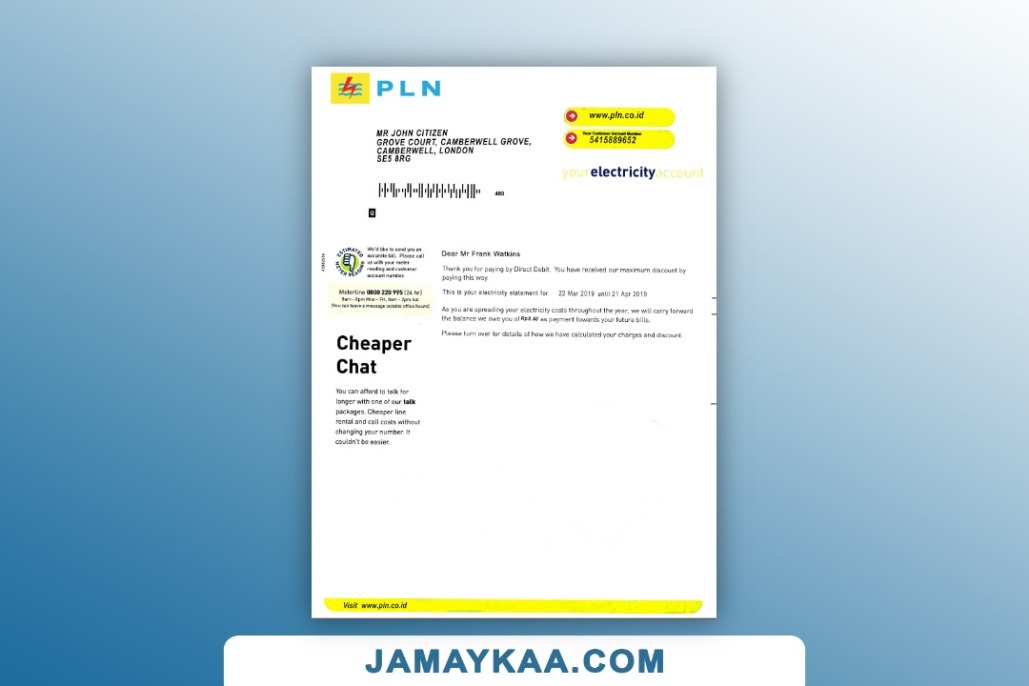 PLN
www.pln.co.id
Your Customer Account Number
5415889652
MR JOHN CITIZEN
GROVE COURT, CAMBERWELL GROVE,
CAMBERWELL, LONDON
SE5 8RG
yourelectricityaccount
460
G
ESTIMATED
METER READING
We'd like to send you an
accurate bill. Please call
us with your meter
reading and customer
account number.
Meterline 0800 220 995 (24 hr)
8am - 8pm Mon - Fri, 8am - 2pm Sat
(You can leave a message outside office hours)
Dear Mr Frank Watkins
Thank you for paying by Direct Debit. You have received our maximum discount by
paying this way.
This is your electricity statement for 22 Mar 2019 until 21 Apr 2019
As you are spreading your electricity costs throughout the year, we will carry forward
the balance we owe you of as payment towards your future bills.
Please turn over for details of how we have calculated your charges and discount.
Cheaper
Chat
You can afford to talk for
longer with one of our talk
packages. Cheaper line
rental and call costs without
changing your number. It
couldn't be easier.
Visit www.pln.co.id
JAMAYKAA.COM